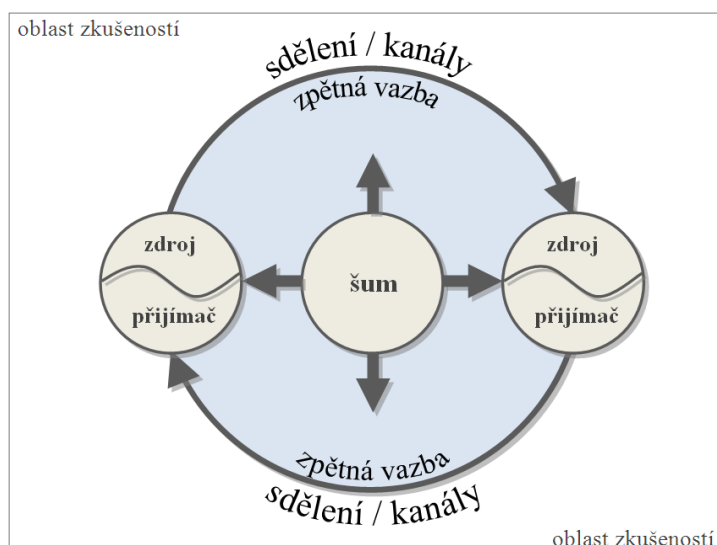 oblast zkušeností
sdělení / kanály
zpětná vazba
zdroj
přijímač
šum
zdroj
přijímač
zpětná vazba
sdělení / kanály
oblast zkušeností